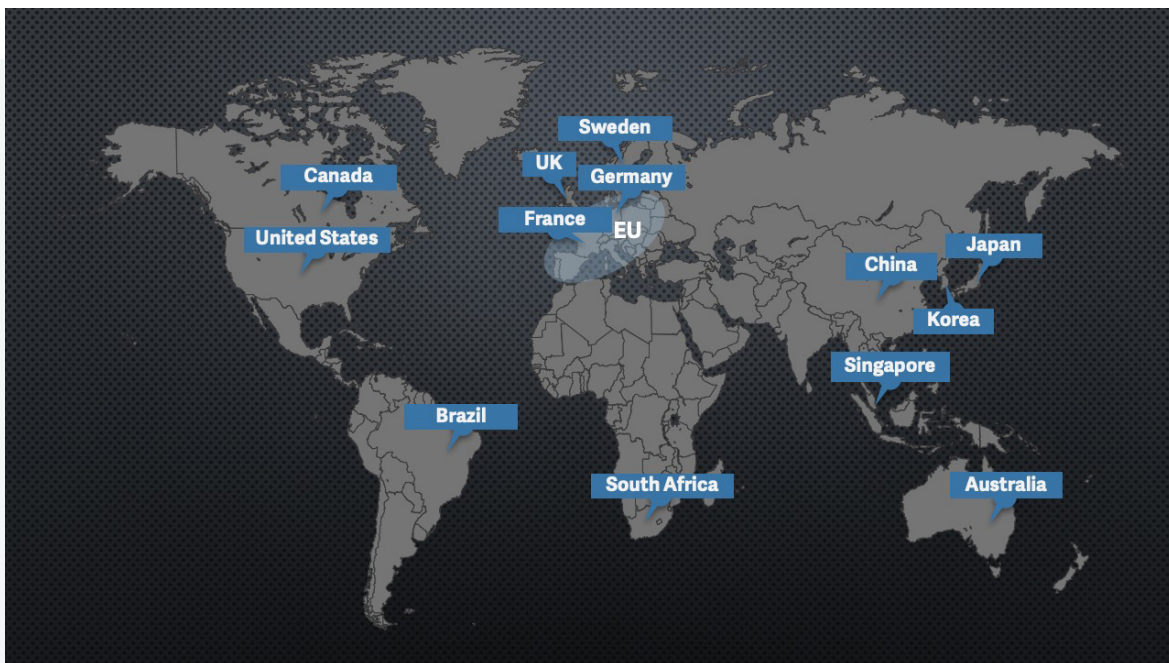 Sweden
UK
Germany
Canada
France
EU
United States
Japan
China
Korea
Singapore
Brazil
South Africa
Australia